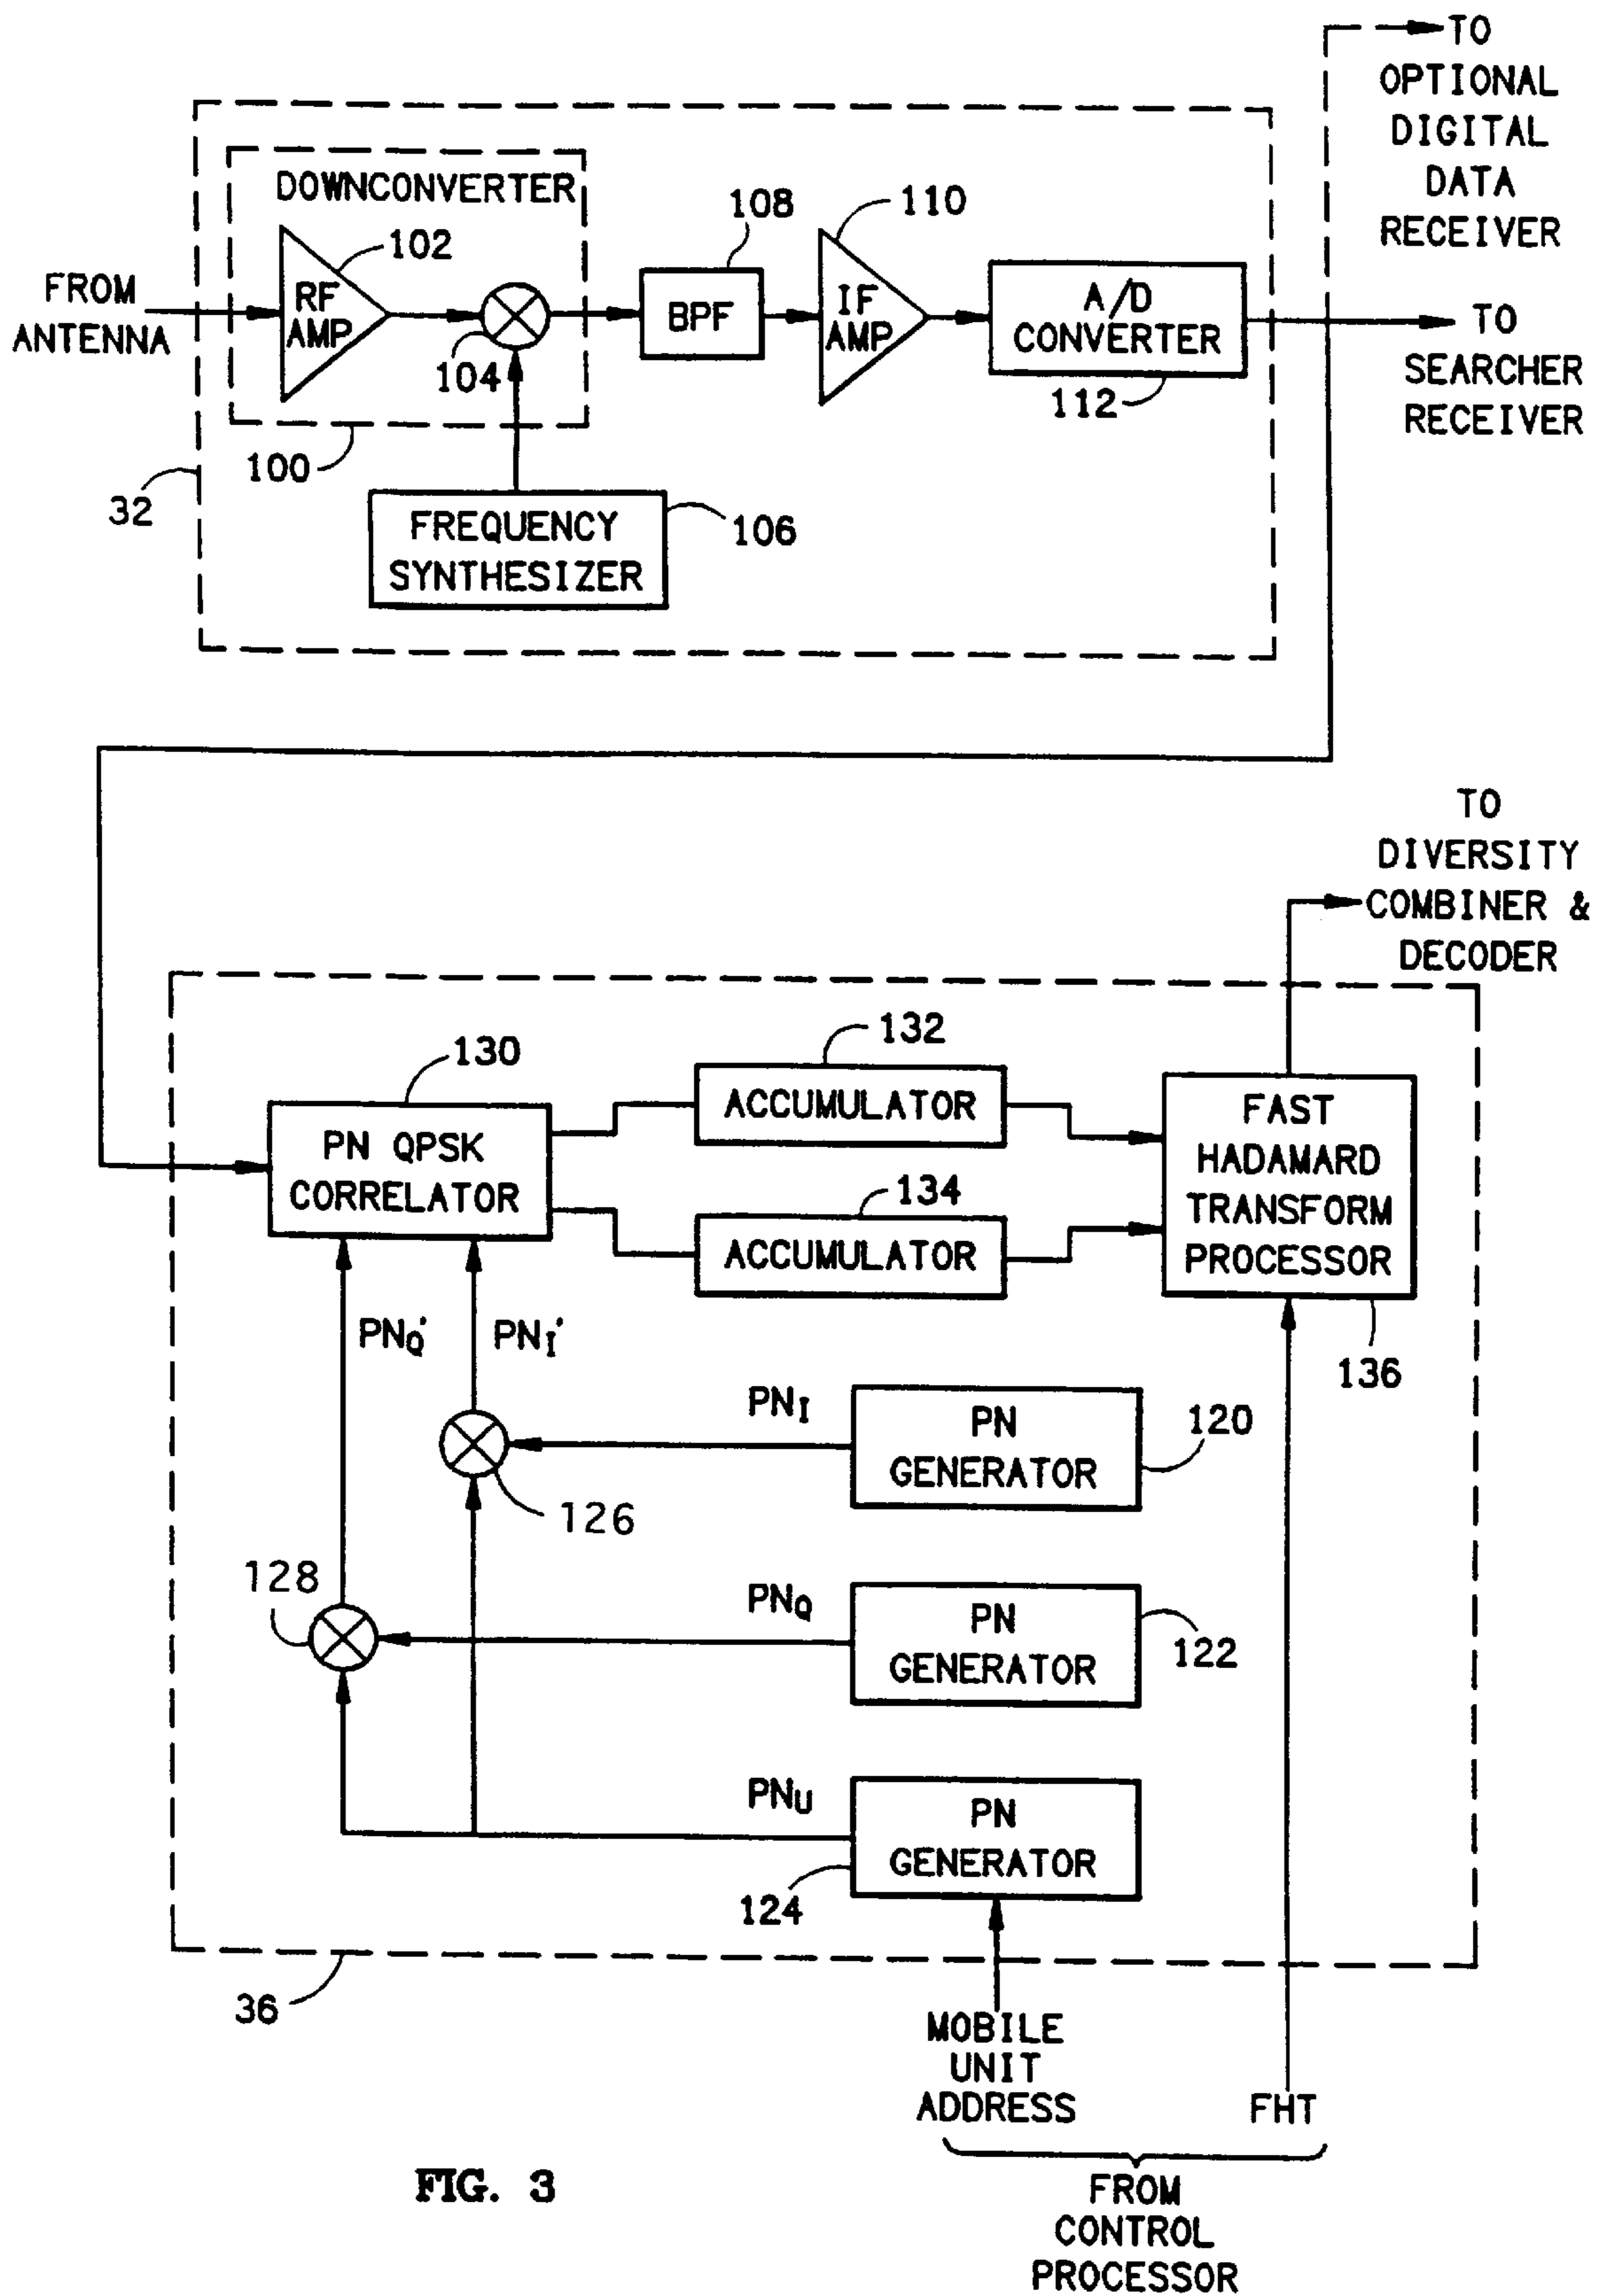 TO
OPTIONAL
DIGITAL
DATA
RECEIVER
DOWNCONVERTER
108
110
102
FROM
ANTENNA
RF
AMP
BPF
IF
AMP
A/D
CONVERTER
TO
SEARCHER
RECEIVER
104
112
100
32
FREQUENCY
SYNTHESIZER
106
TO
DIVERSITY
COMBINER &
DECODER
130
132
PN QPSK
CORRELATOR
ACCUMULATOR
134
ACCUMULATOR
FAST
HADAMARD
TRANSFORM
PROCESSOR
136
PNQ'
PNI'
PNI
PN
GENERATOR
120
126
128
PNQ
PN
GENERATOR
122
PNU
PN
GENERATOR
124
36
MOBILE
UNIT
ADDRESS
FHT
FROM
CONTROL
PROCESSOR
FIG. 3